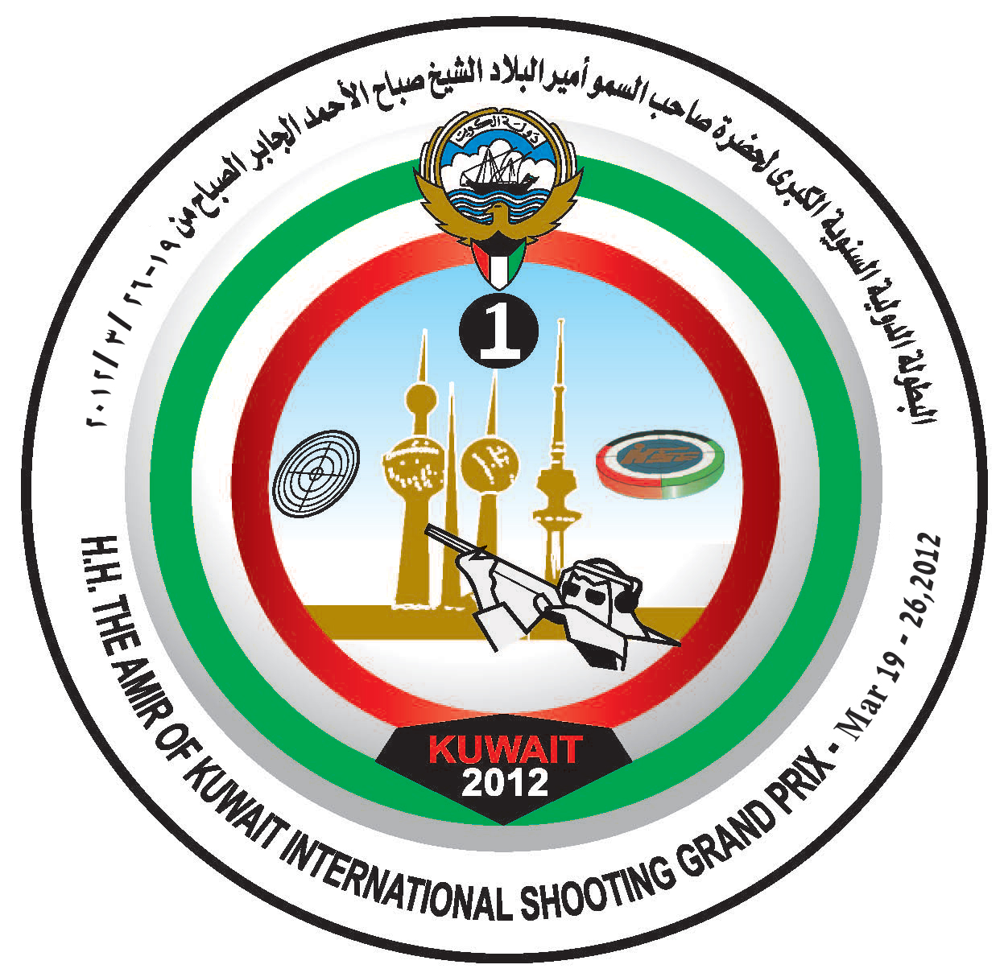 البطولة الدولية السنوية الكبرى لحضرة صاحب السمو أمير البلاد الشيخ صباح الأحمد الجابر الصباح من ١٩-٢٦/٣/٢٠١٢
دولة الكويت
1
KUWAIT
2012
H.H. THE AMIR OF KUWAIT INTERNATIONAL SHOOTING GRAND PRIX - Mar 19 - 26,2012